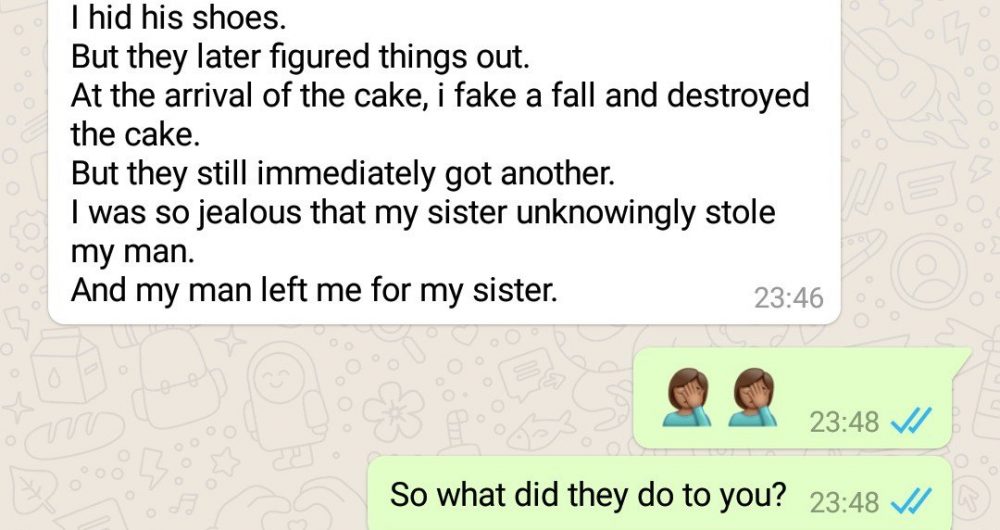 I hid his shoes.
But they later figured things out.
At the arrival of the cake, i fake a fall and destroyed
the cake.
But they still immediately got another.
I was so jealous that my sister unknowingly stole
my man.
And my man left me for my sister.
23:46
🤦🏽‍♀️🤦🏽‍♀️ 23:48
So what did they do to you? 23:48